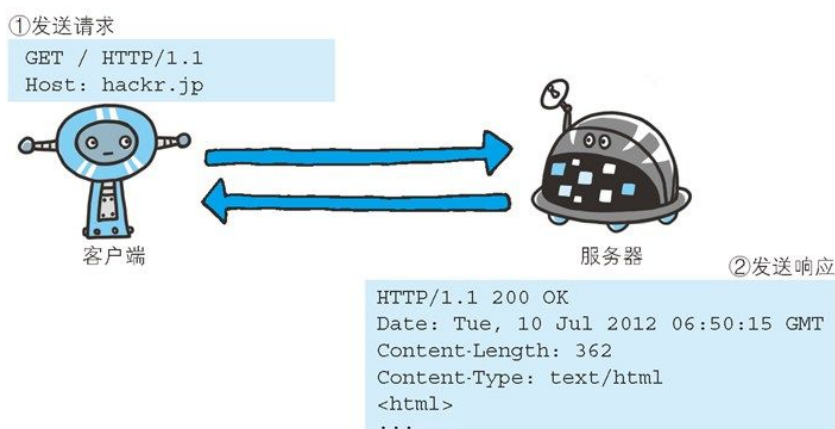 ①发送请求
GET / HTTP/1.1
Host: hackr.jp
客户端
服务器
②发送响应
HTTP/1.1 200 OK
Date: Tue, 10 Jul 2012 06:50:15 GMT
Content-Length: 362
Content-Type: text/html
<html>
...